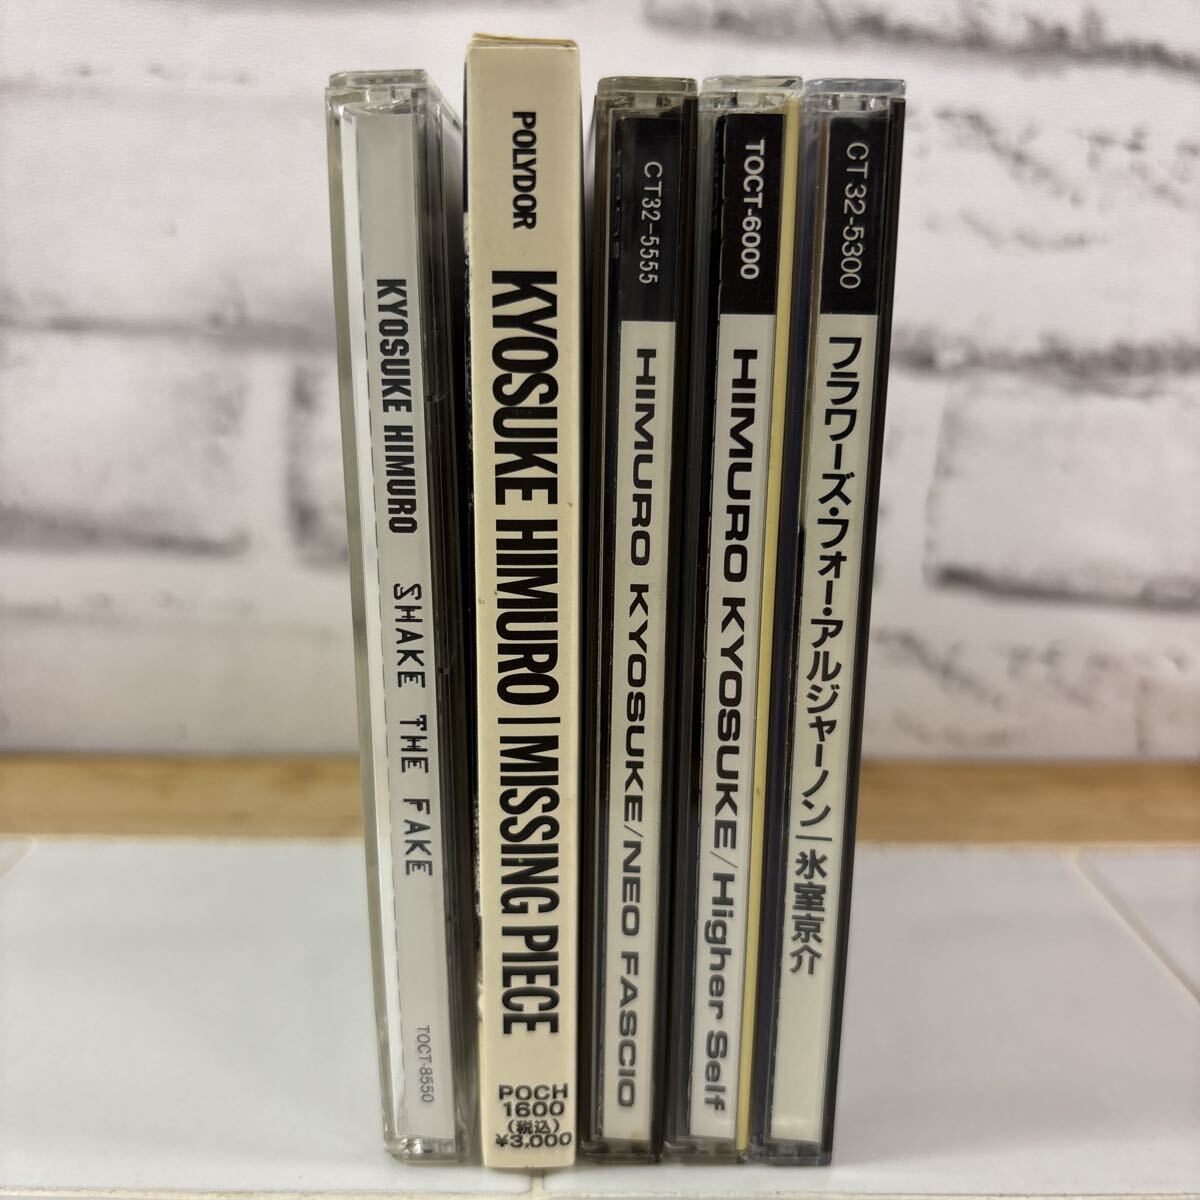 KYOSUKE HIMURO SHAKE THE FAKE
TOCT-8550
POLYDOR
KYOSUKE HIMURO | MISSING PIECE
POCH
1600
(税込)
¥3,000
CT32-5555
HIMURO KYOSUKE/NEO FASCIO
TOCT-6000
HIMURO KYOSUKE/Higher Self
CT32-5300
フラワーズ・フォー・アルジャーノン|氷室京介